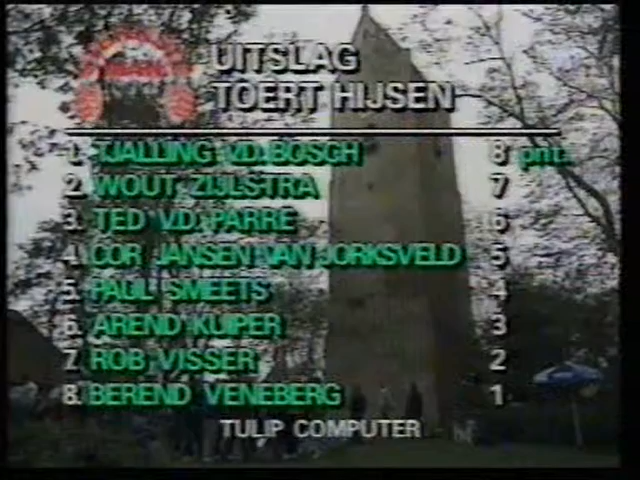 UITSLAG
TOERT HIJSEN
1. TJALLING V.D. BOSCH 8 pnt.
2. WOUT ZIJLSTRA 7
3. TED V.D. PARRE 6
4. COR JANSEN VAN JORKSVELD 5
5. PAUL SMEETS 4
6. AREND KUIPER 3
7. ROB VISSER 2
8. BEREND VENEBERG 1
TULIP COMPUTER